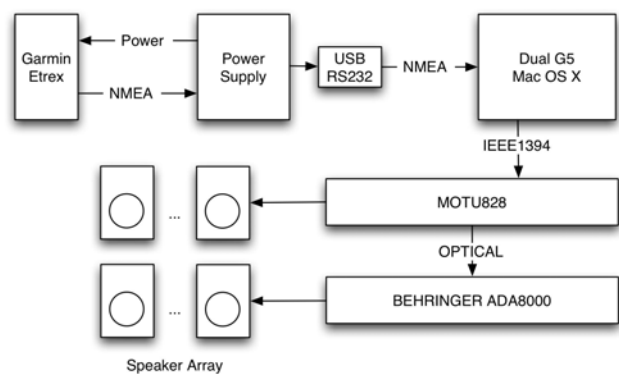 Garmin
Etrex
Power
NMEA
Power
Supply
USB
RS232
NMEA
Dual G5
Mac OS X
IEEE1394
...
MOTU828
OPTICAL
...
BEHRINGER ADA8000
Speaker Array